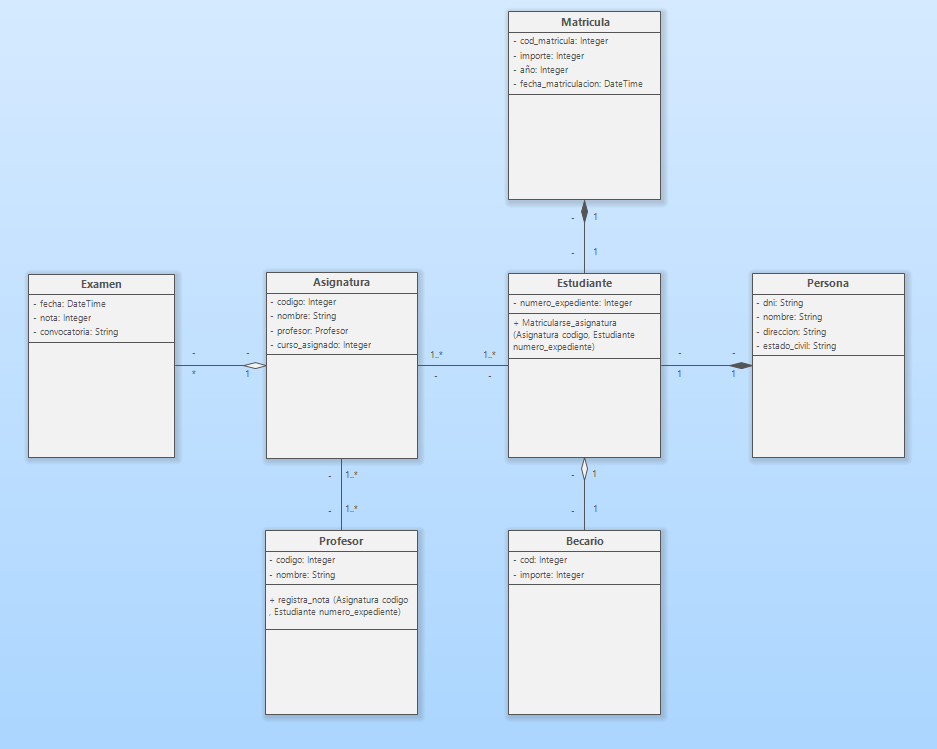 Matricula
- cod_matricula: Integer
- importe: Integer
- año: Integer
- fecha_matriculacion: DateTime
- 1
- 1
Examen
- fecha: DateTime
- nota: Integer
- convocatoria: String
- -
* 1
Asignatura
- codigo: Integer
- nombre: String
- profesor: Profesor
- curso_asignado: Integer
1..* 1..*
- -
Estudiante
- numero_expediente: Integer
+ Matricularse_asignatura
(Asignatura codigo, Estudiante
numero_expediente)
- -
1 1
Persona
- dni: String
- nombre: String
- direccion: String
- estado_civil: String
- 1..*
- 1..*
- 1
- 1
Profesor
- codigo: Integer
- nombre: String
+ registra_nota (Asignatura codigo
, Estudiante numero_expediente)
Becario
- cod: Integer
- importe: Integer